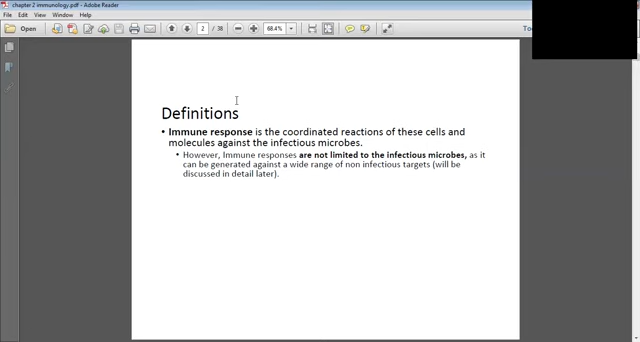 chapter 2 immunology.pdf - Adobe Reader
File Edit View Window Help
Open 2 / 38 68.4%
Definitions
• Immune response is the coordinated reactions of these cells and
molecules against the infectious microbes.
• However, Immune responses are not limited to the infectious microbes, as it
can be generated against a wide range of non infectious targets (will be
discussed in detail later).